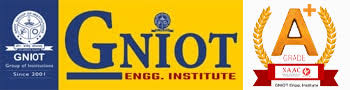 GNIOT
Group of Institutions
Since 2001
GNIOT
ENGG. INSTITUTE
A+
GRADE
NAAC
GNIOT Engg. Institute